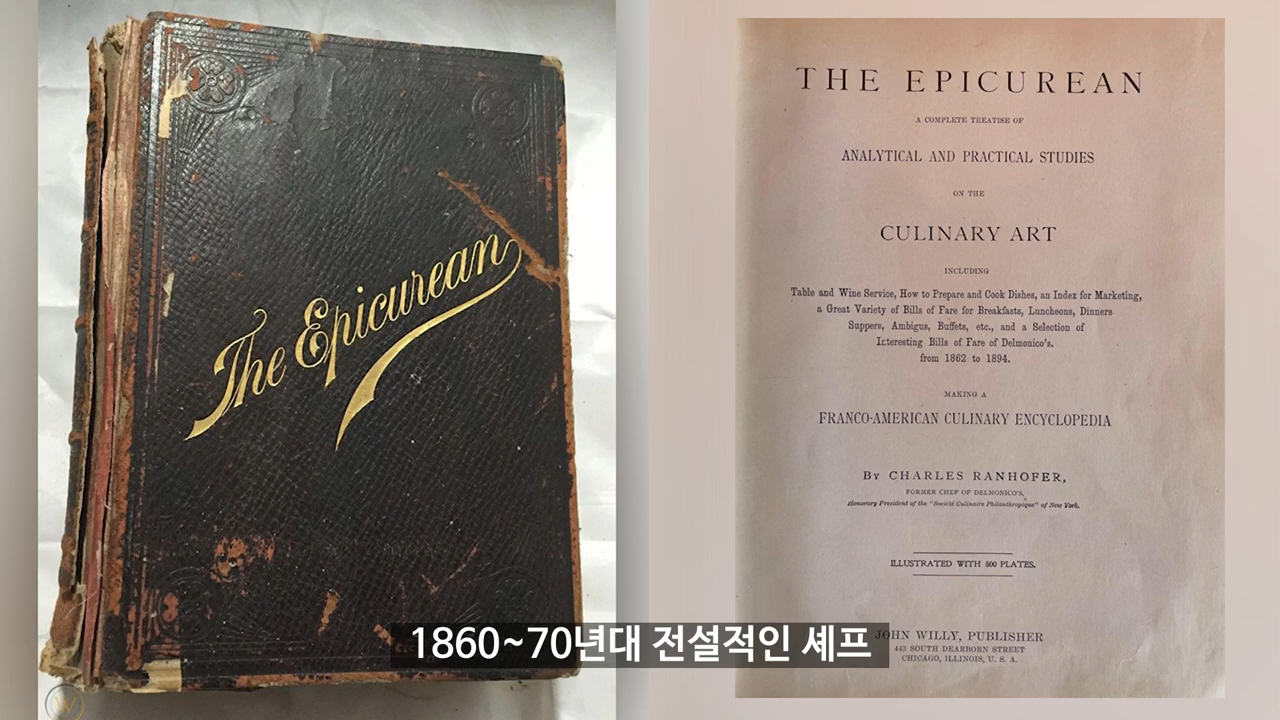 The Epicurean
THE EPICUREAN
A COMPLETE TREATISE OF
ANALYTICAL AND PRACTICAL STUDIES
ON THE
CULINARY ART
INCLUDING
Table and Wine Service, How to Prepare and Cook Dishes, an Index for Marketing,
a Great Variety of Bills of Fare for Breakfasts, Luncheons, Dinners
Suppers, Ambigus, Buffets, etc., and a Selection of
Interesting Bills of Fare of Delmonico's.
from 1862 to 1894.
MAKING A
FRANCO-AMERICAN CULINARY ENCYCLOPEDIA
By CHARLES RANHOFER,
FORMER CHEF OF DELMONICO'S,
Honorary President of the "Société Culinaire Philanthropique" of New York.
ILLUSTRATED WITH 800 PLATES.
JOHN WILLY, PUBLISHER
443 SOUTH DEARBORN STREET
CHICAGO, ILLINOIS, U. S. A.
1860~70년대 전설적인 셰프
W